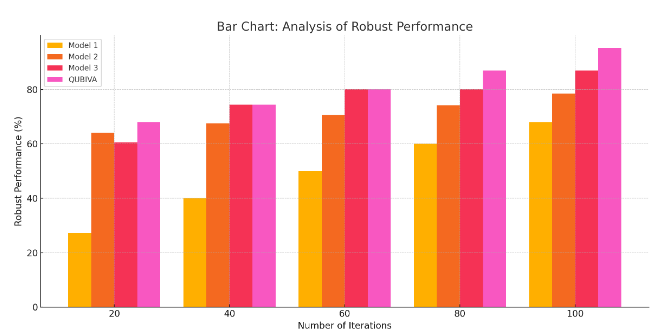 Bar Chart: Analysis of Robust Performance
Model 1
Model 2
Model 3
QUBIVA
Robust Performance (%)
80
60
40
20
0
20 40 60 80 100
Number of Iterations